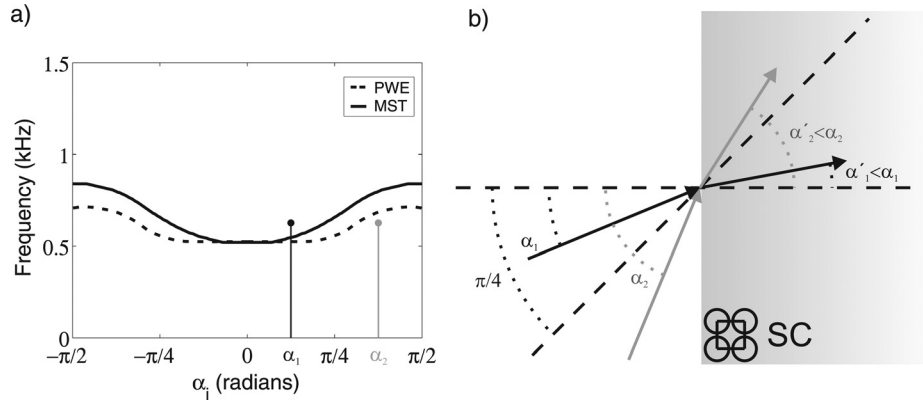 a)
1.5
1
0.5
0
Frequency (kHz)
PWE
MST
−π/2
−π/4
0
α₁
π/4
α₂
π/2
αᵢ (radians)
b)
α´₂<α₂
α´₁<α₁
α₁
π/4
α₂
SC